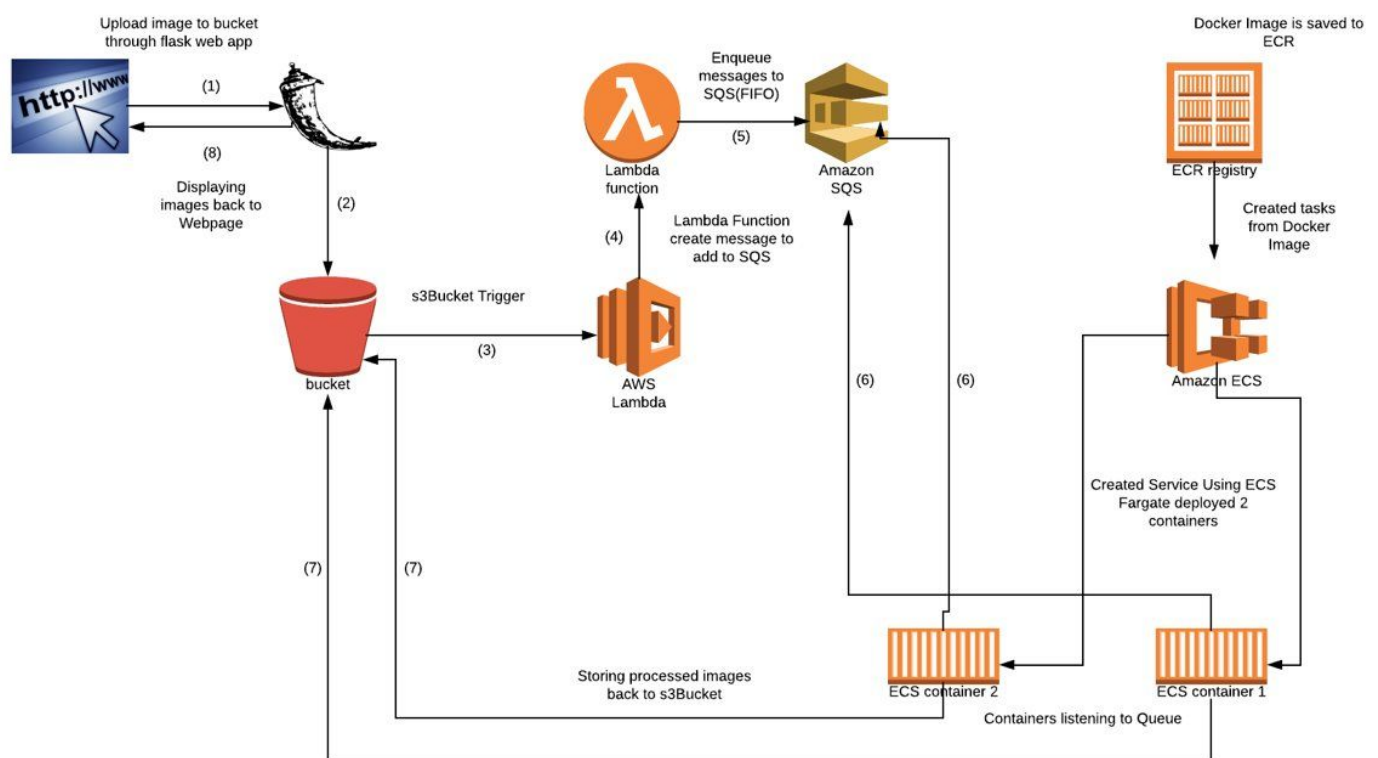 Upload image to bucket
through flask web app
http://www
(1)
(8)
Displaying
images back to
Webpage
(2)
bucket
s3Bucket Trigger
(3)
AWS
Lambda
(4)
Lambda Function
create message to
add to SQS
Lambda
function
Enqueue
messages to
SQS(FIFO)
(5)
Amazon
SQS
Docker Image is saved to
ECR
ECR registry
Created tasks
from Docker
Image
Amazon ECS
Created Service Using ECS
Fargate deployed 2
containers
(6)
(6)
ECS container 2
ECS container 1
Containers listening to Queue
Storing processed images
back to s3Bucket
(7)
(7)